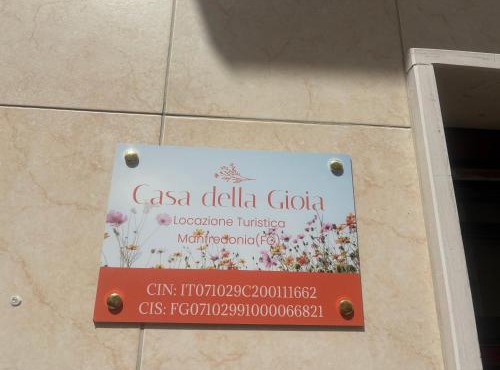 Casa della Gioia
Locazione Turistica
Manfredonia(FG)
CIN: IT071029C200111662
CIS: FG07102991000066821